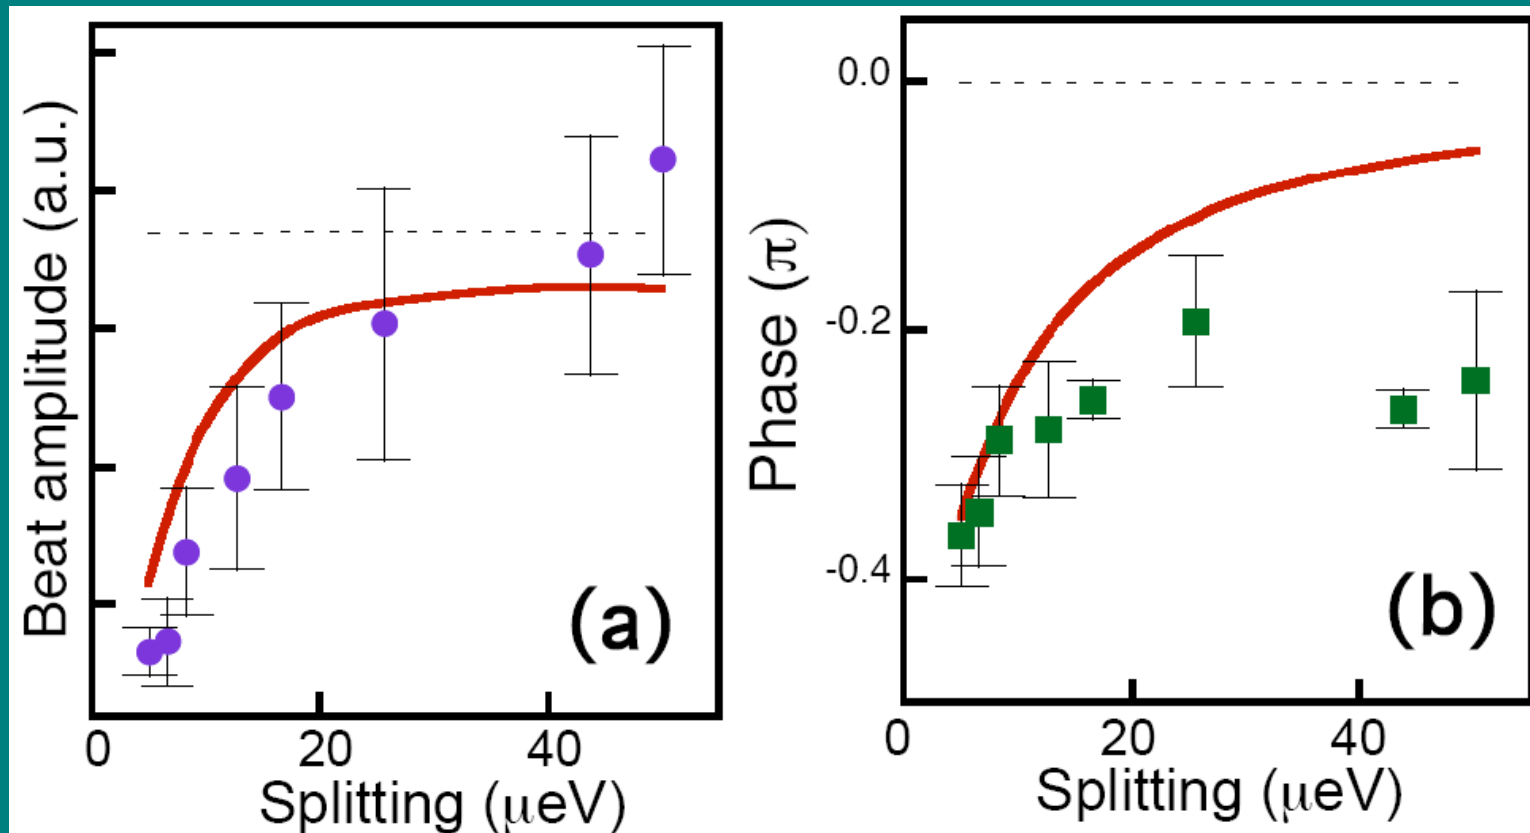 Beat amplitude (a.u.)
(a)
0 20 40
Splitting (μeV)
Phase (π)
0.0
-0.2
-0.4
(b)
0 20 40
Splitting (μeV)